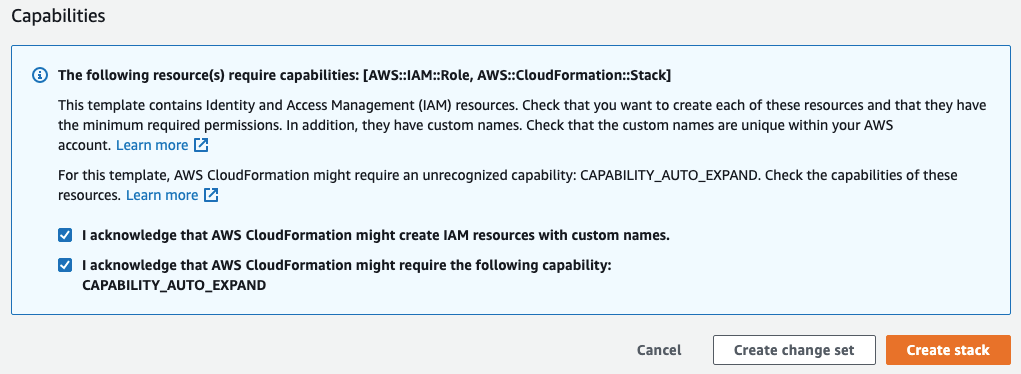 Capabilities
The following resource(s) require capabilities: [AWS::IAM::Role, AWS::CloudFormation::Stack]
This template contains Identity and Access Management (IAM) resources. Check that you want to create each of these resources and that they have
the minimum required permissions. In addition, they have custom names. Check that the custom names are unique within your AWS
account. Learn more
For this template, AWS CloudFormation might require an unrecognized capability: CAPABILITY_AUTO_EXPAND. Check the capabilities of these
resources. Learn more
I acknowledge that AWS CloudFormation might create IAM resources with custom names.
I acknowledge that AWS CloudFormation might require the following capability:
CAPABILITY_AUTO_EXPAND
Cancel Create change set Create stack